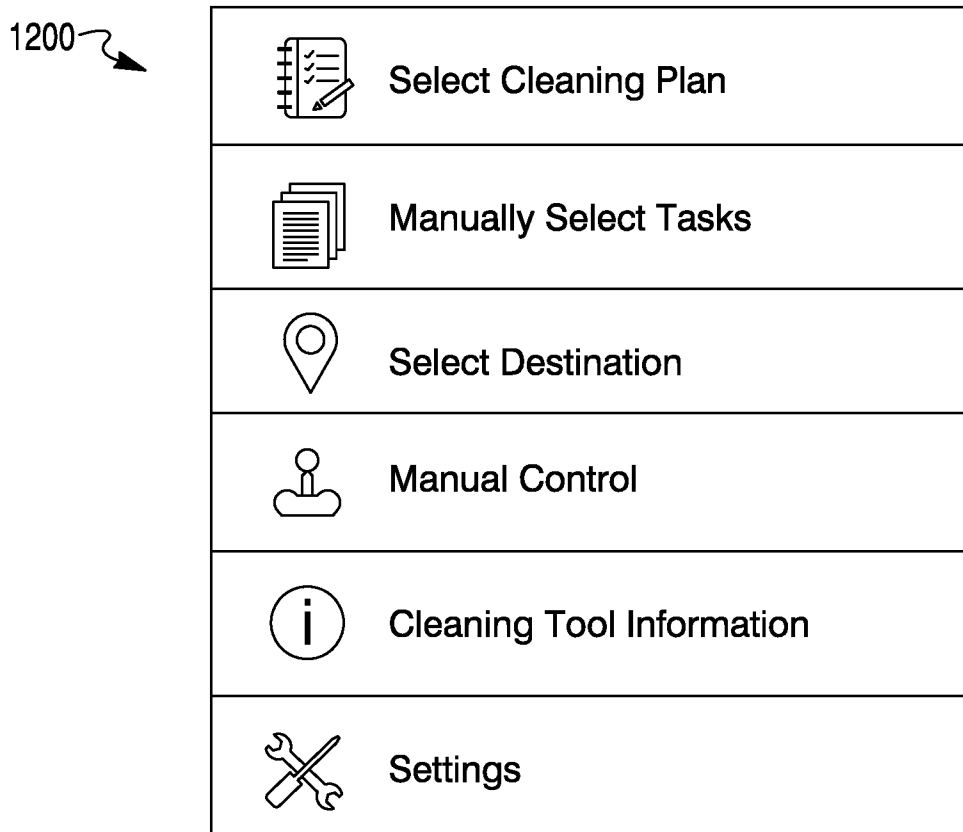 1200
Select Cleaning Plan
Manually Select Tasks
Select Destination
Manual Control
i
Cleaning Tool Information
Settings